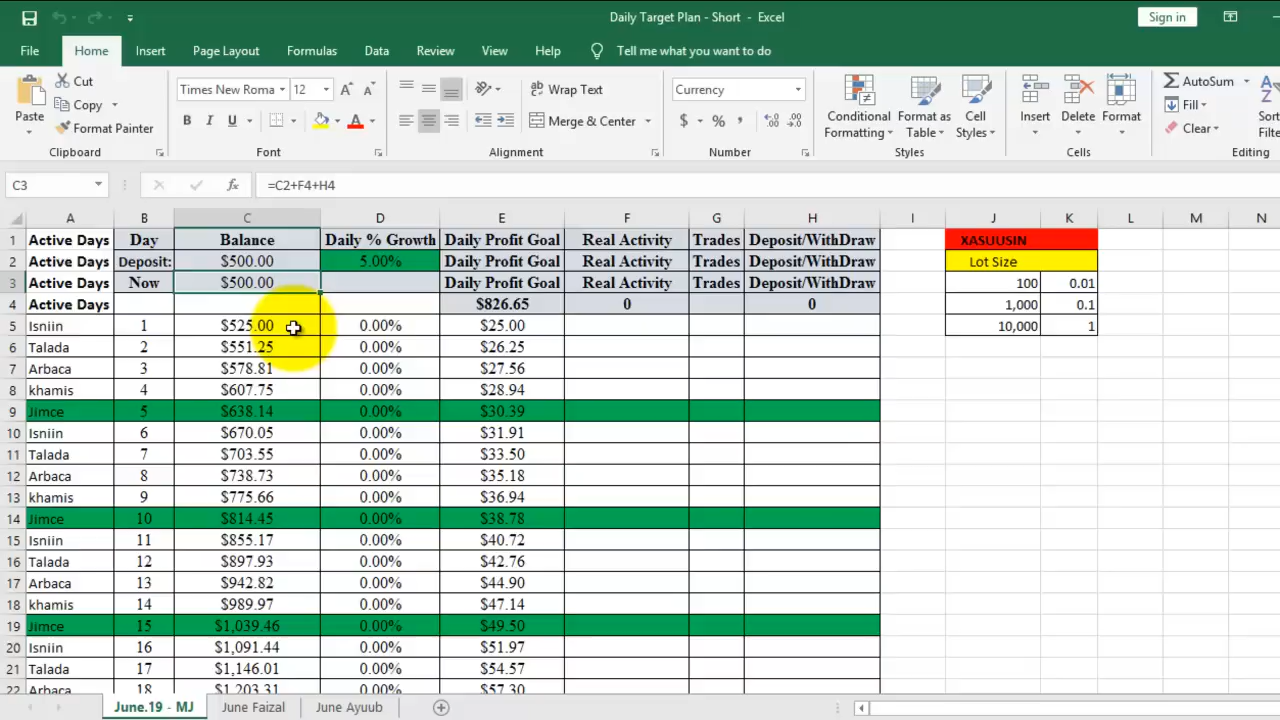 Daily Target Plan - Short - Excel
Sign in
File Home Insert Page Layout Formulas Data Review View Help Tell me what you want to do
Paste Cut Copy Format Painter Clipboard
Times New Roma 12 A A B I U A Font
Wrap Text Merge & Center Alignment
Currency $ % , Number
Conditional Formatting Format as Table Cell Styles Styles
Insert Delete Format Cells
AutoSum Fill Clear Editing
C3 fx =C2+F4+H4
A B C D E F G H I J K L M N
1 Active Days Day Balance Daily % Growth Daily Profit Goal Real Activity Trades Deposit/WithDraw XASUUSIN
2 Active Days Deposit: $500.00 5.00% Daily Profit Goal Real Activity Trades Deposit/WithDraw Lot Size
3 Active Days Now $500.00 Daily Profit Goal Real Activity Trades Deposit/WithDraw 100 0.01
4 Active Days $826.65 0 0 1,000 0.1
5 Isniin 1 $525.00 0.00% $25.00 10,000 1
6 Talada 2 $551.25 0.00% $26.25
7 Arbaca 3 $578.81 0.00% $27.56
8 khamis 4 $607.75 0.00% $28.94
9 Jimce 5 $638.14 0.00% $30.39
10 Isniin 6 $670.05 0.00% $31.91
11 Talada 7 $703.55 0.00% $33.50
12 Arbaca 8 $738.73 0.00% $35.18
13 khamis 9 $775.66 0.00% $36.94
14 Jimce 10 $814.45 0.00% $38.78
15 Isniin 11 $855.17 0.00% $40.72
16 Talada 12 $897.93 0.00% $42.76
17 Arbaca 13 $942.82 0.00% $44.90
18 khamis 14 $989.97 0.00% $47.14
19 Jimce 15 $1,039.46 0.00% $49.50
20 Isniin 16 $1,091.44 0.00% $51.97
21 Talada 17 $1,146.01 0.00% $54.57
22 Arbaca 18 $1,203.31 0.00% $57.30
June.19 - MJ June Faizal June Ayuub